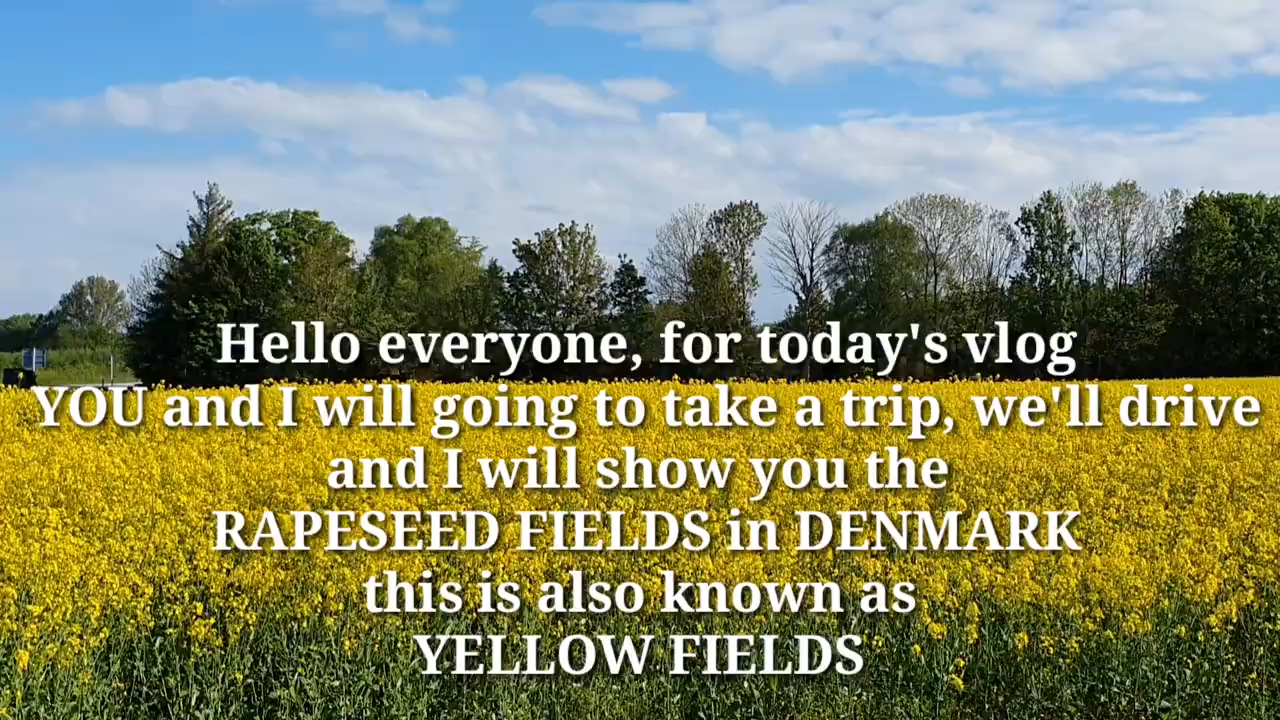 Hello everyone, for today's vlog
YOU and I will going to take a trip, we'll drive
and I will show you the
RAPESEED FIELDS in DENMARK
this is also known as
YELLOW FIELDS